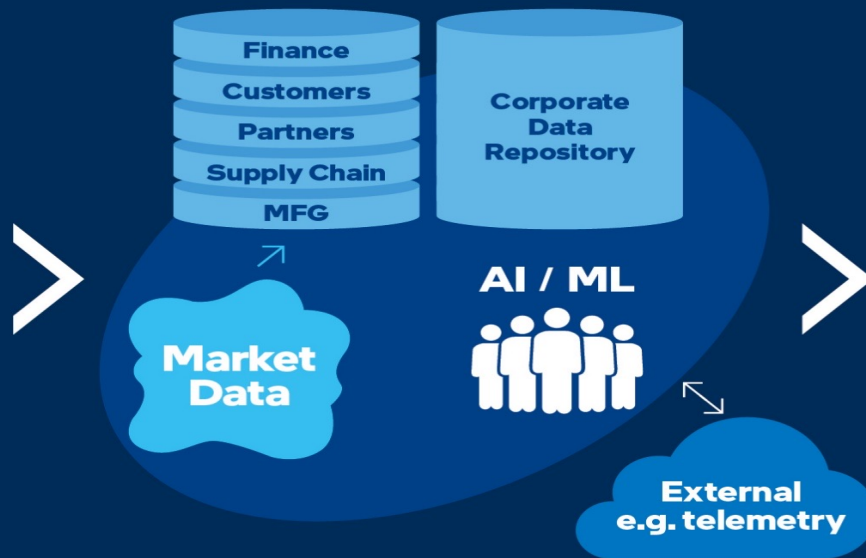 Finance
Customers
Partners
Supply Chain
MFG
Corporate
Data
Repository
AI / ML
Market
Data
External
e.g. telemetry